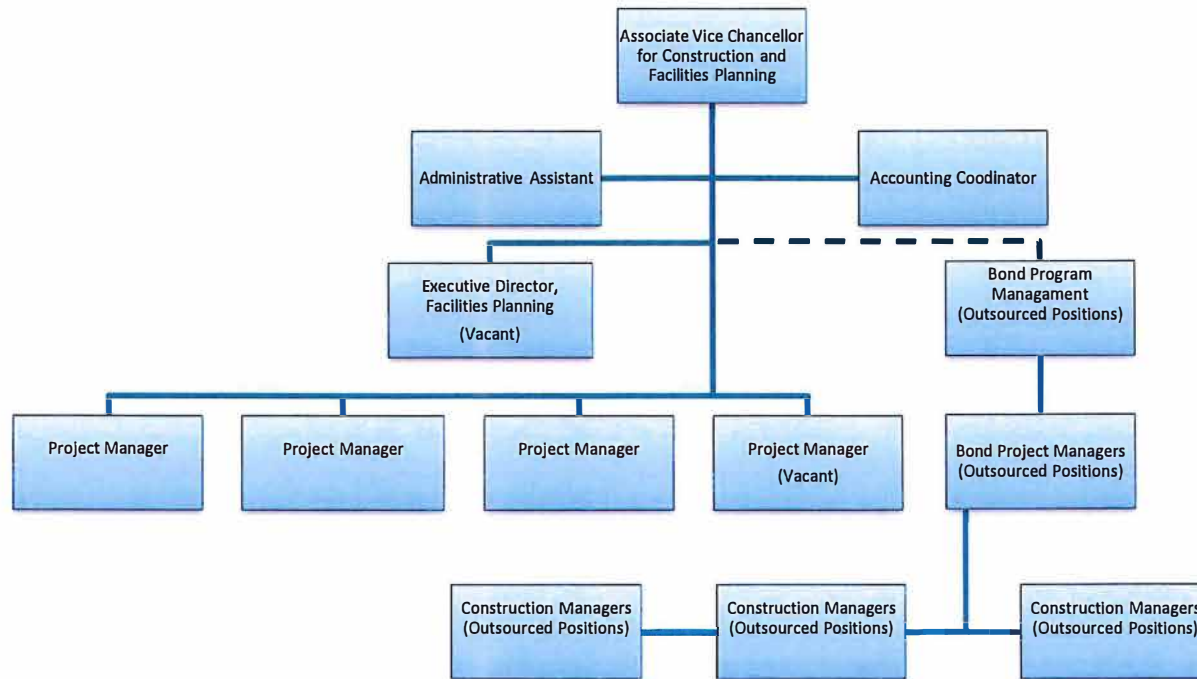 Associate Vice Chancellor
for Construction and
Facilities Planning
Administrative Assistant
Accounting Coodinator
Executive Director,
Facilities Planning
(Vacant)
Bond Program
Managament
(Outsourced Positions)
Project Manager
Project Manager
Project Manager
Project Manager
(Vacant)
Bond Project Managers
(Outsourced Positions)
Construction Managers
(Outsourced Positions)
Construction Managers
(Outsourced Positions)
Construction Managers
(Outsourced Positions)